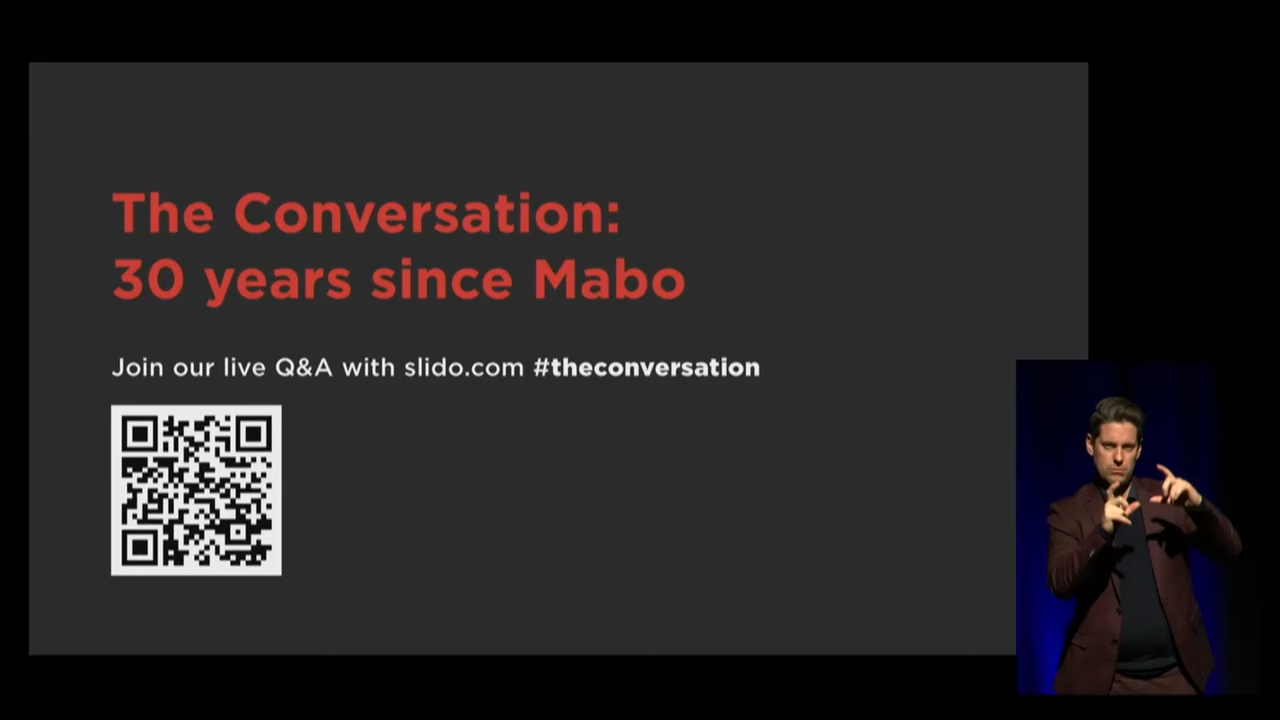 The Conversation:
30 years since Mabo
Join our live Q&A with slido.com #theconversation